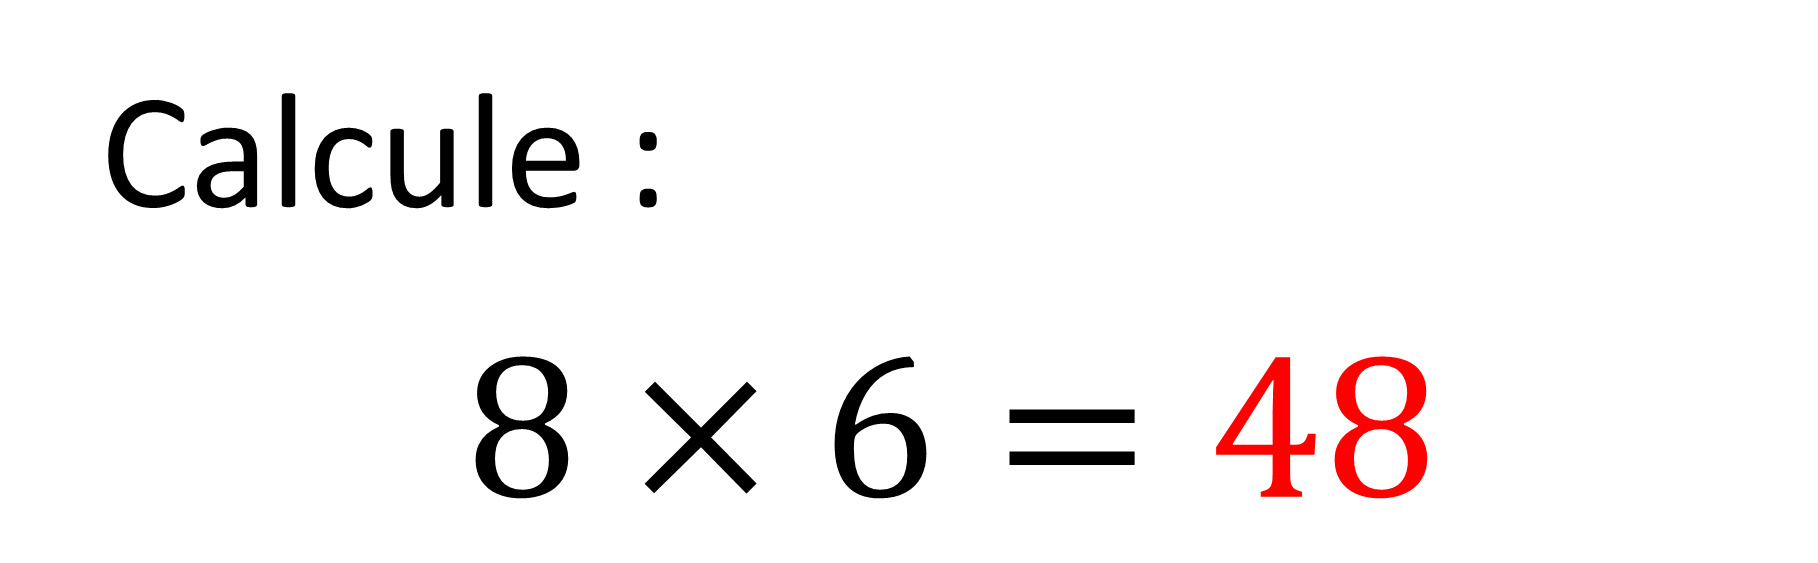 Calcule :
8 × 6 = 48